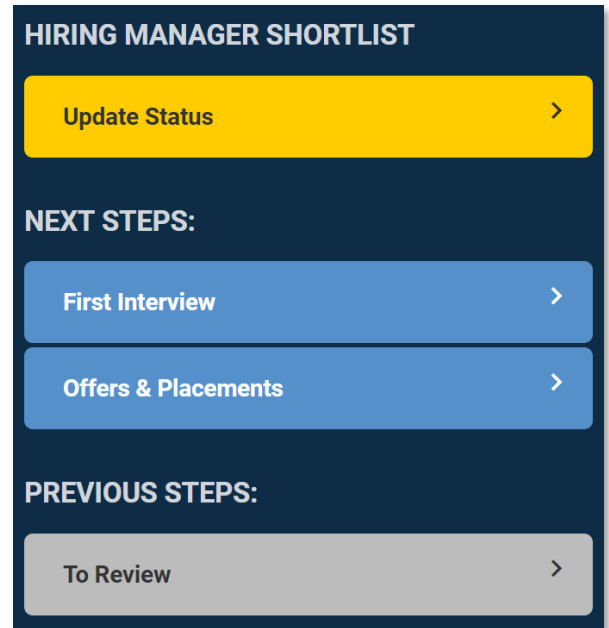 HIRING MANAGER SHORTLIST
Update Status
NEXT STEPS:
First Interview
Offers & Placements
PREVIOUS STEPS:
To Review